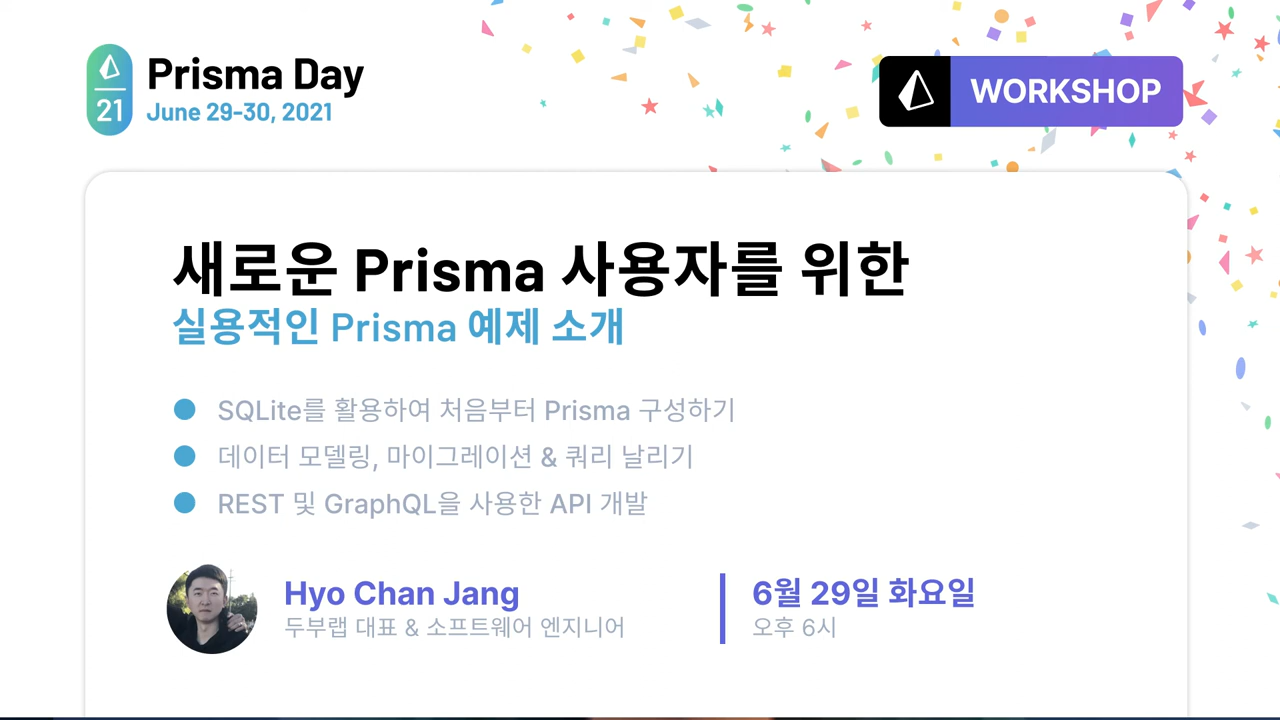 Prisma Day
21
June 29-30, 2021
WORKSHOP
새로운 Prisma 사용자를 위한
실용적인 Prisma 예제 소개
SQLite를 활용하여 처음부터 Prisma 구성하기
데이터 모델링, 마이그레이션 & 쿼리 날리기
REST 및 GraphQL을 사용한 API 개발
Hyo Chan Jang
두부랩 대표 & 소프트웨어 엔지니어
6월 29일 화요일
오후 6시